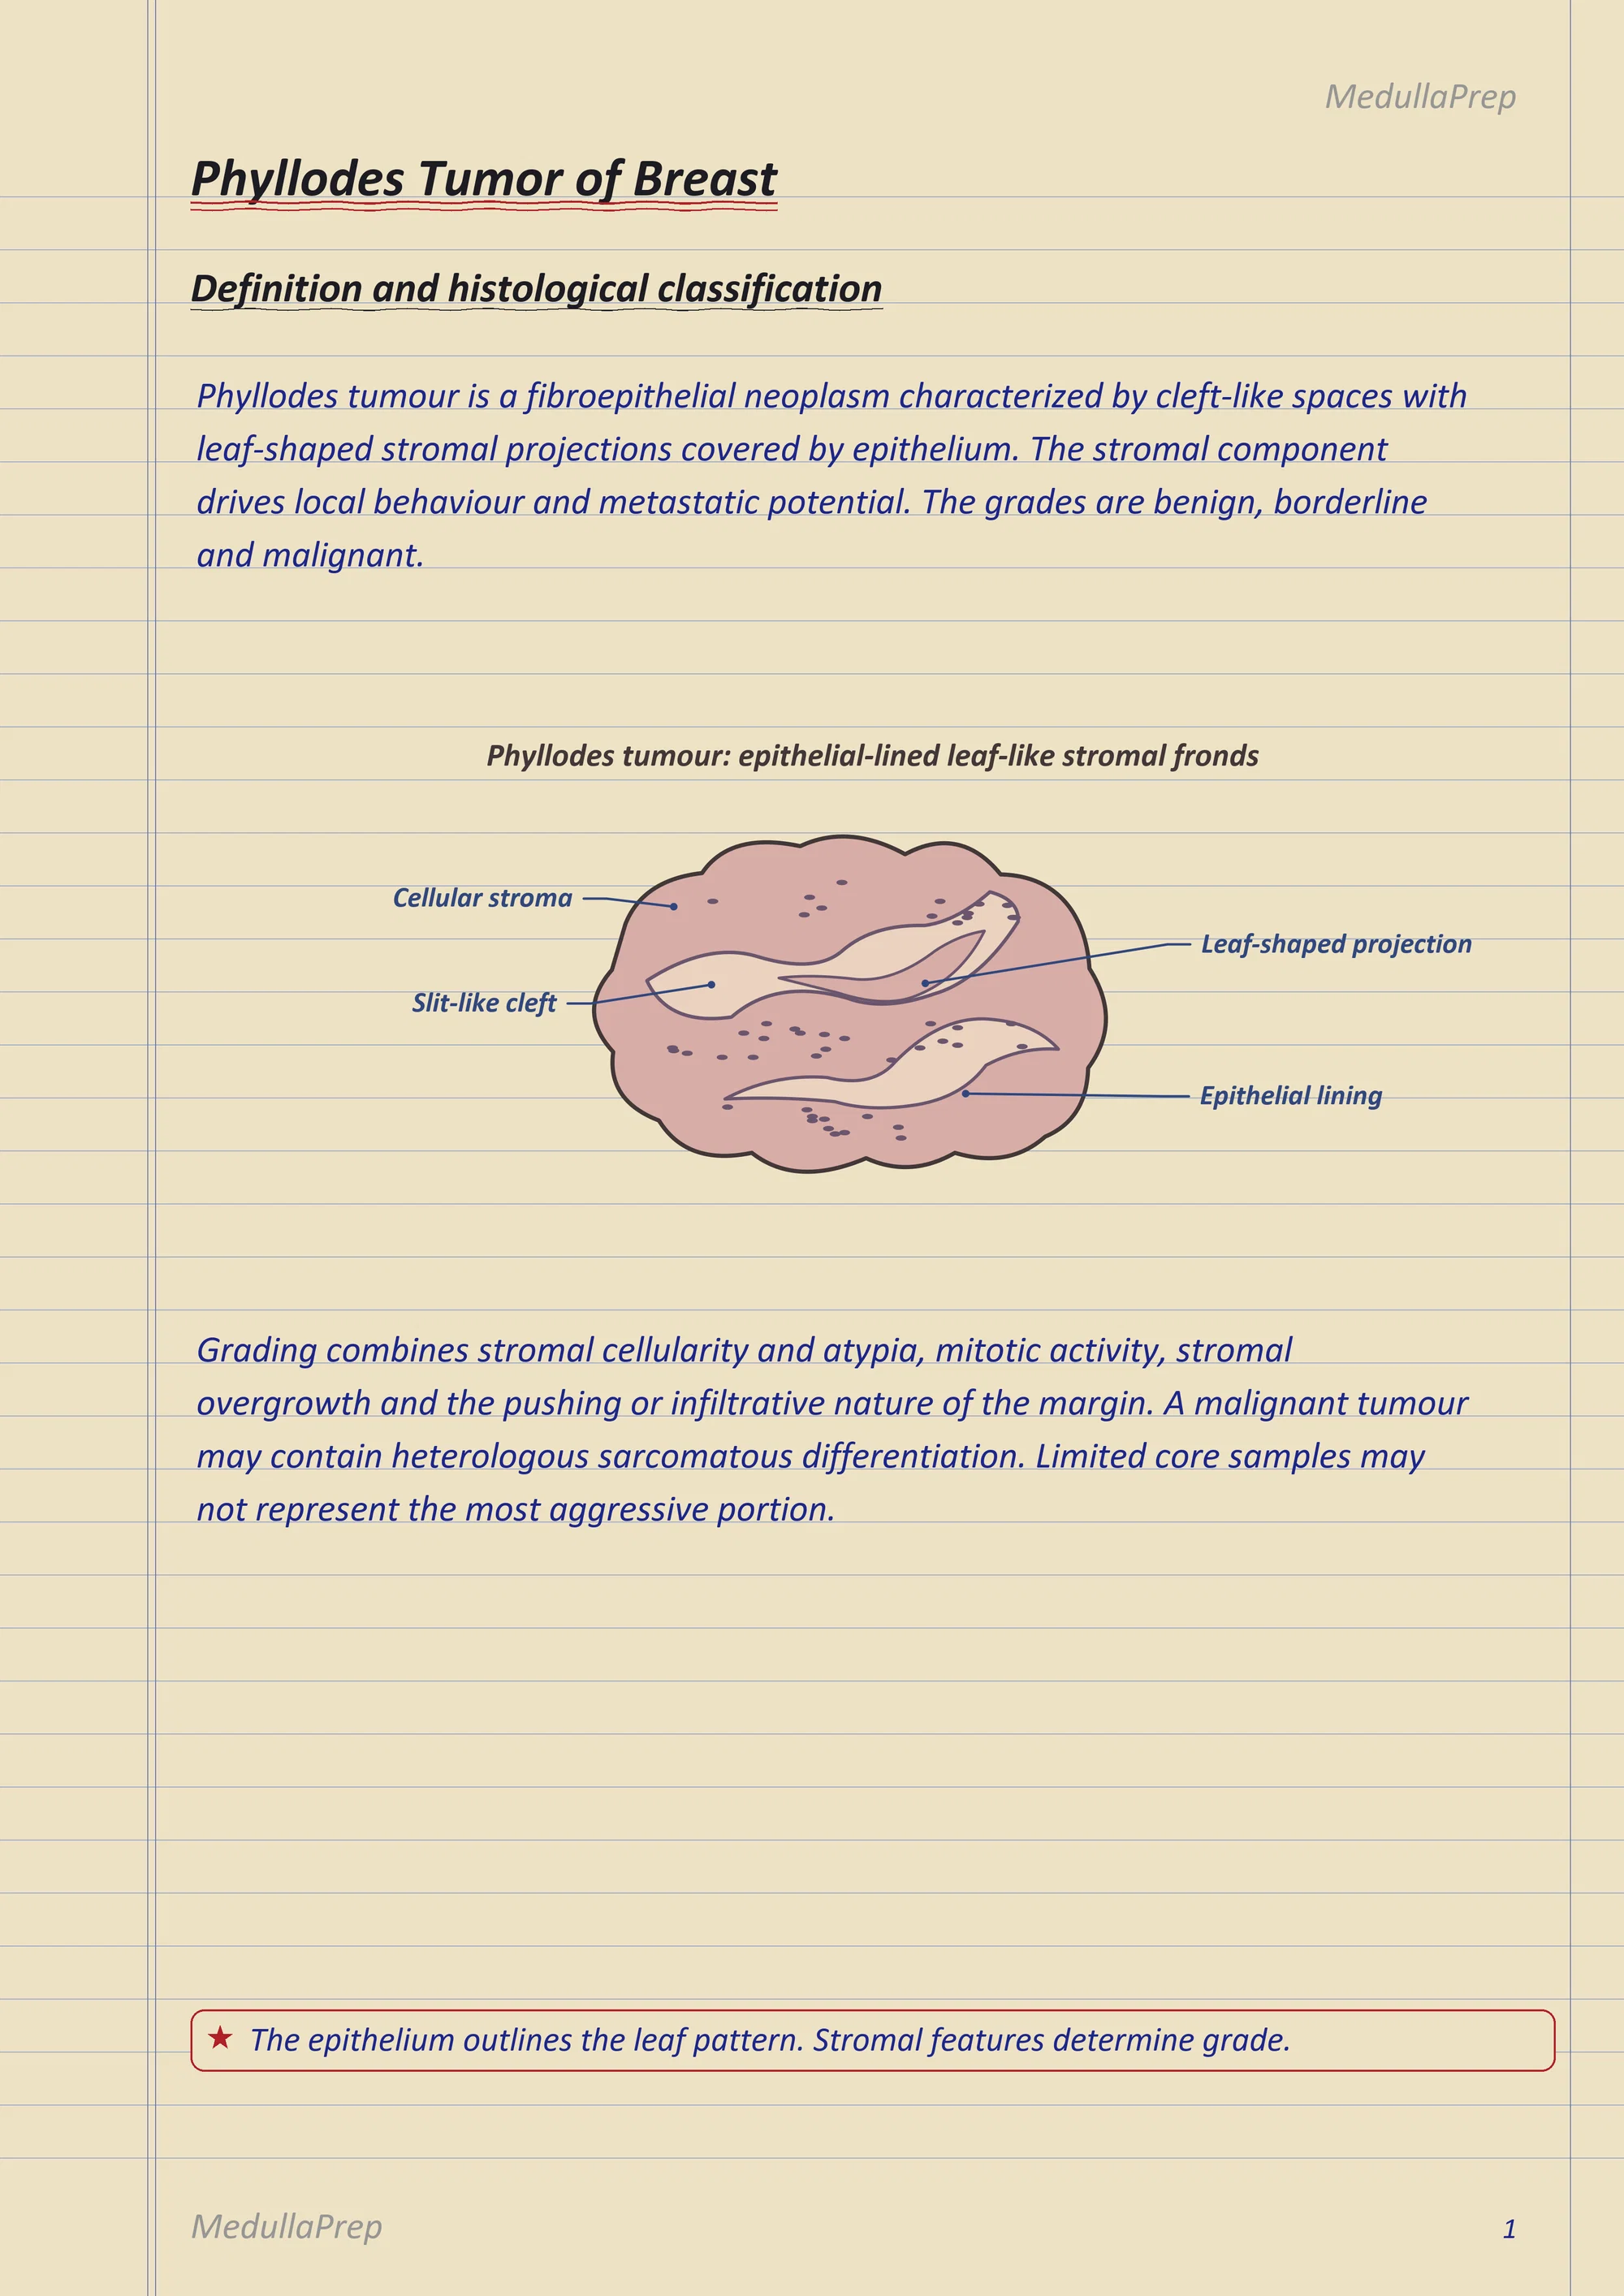 MedullaPrep
Phyllodes Tumor of Breast
Definition and histological classification
Phyllodes tumour is a fibroepithelial neoplasm characterized by cleft-like spaces with
leaf-shaped stromal projections covered by epithelium. The stromal component
drives local behaviour and metastatic potential. The grades are benign, borderline
and malignant.
Phyllodes tumour: epithelial-lined leaf-like stromal fronds
Cellular stroma
Leaf-shaped projection
Slit-like cleft
Epithelial lining
Grading combines stromal cellularity and atypia, mitotic activity, stromal
overgrowth and the pushing or infiltrative nature of the margin. A malignant tumour
may contain heterologous sarcomatous differentiation. Limited core samples may
not represent the most aggressive portion.
★ The epithelium outlines the leaf pattern. Stromal features determine grade.
MedullaPrep
1